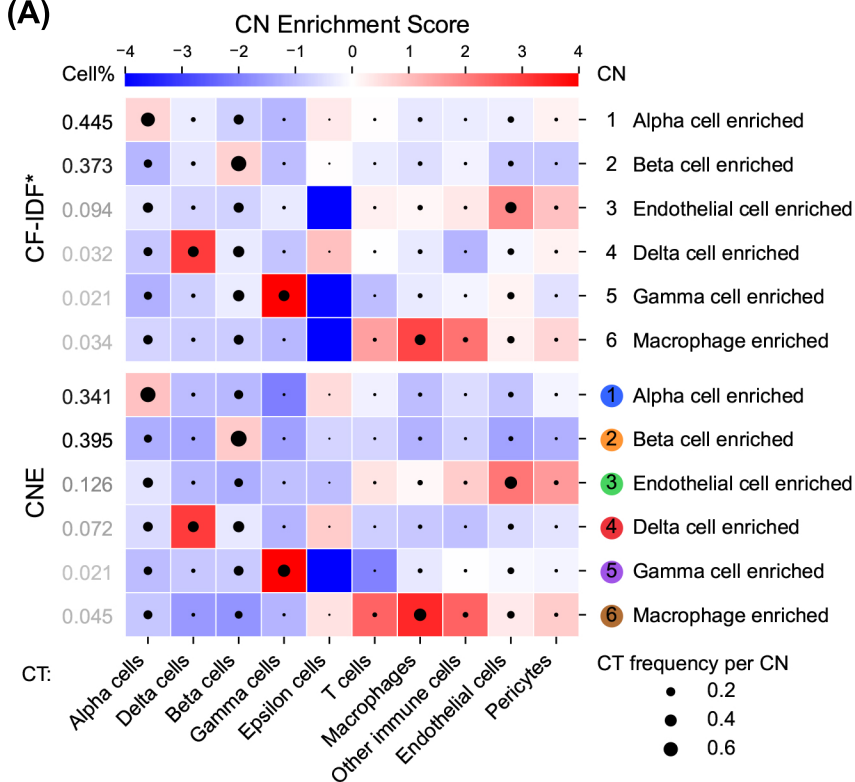 (A)
CN Enrichment Score
−4 −3 −2 −1 0 1 2 3 4
Cell% CN
CF-IDF*
0.445 1 Alpha cell enriched
0.373 2 Beta cell enriched
0.094 3 Endothelial cell enriched
0.032 4 Delta cell enriched
0.021 5 Gamma cell enriched
0.034 6 Macrophage enriched
CNE
0.341 1 Alpha cell enriched
0.395 2 Beta cell enriched
0.126 3 Endothelial cell enriched
0.072 4 Delta cell enriched
0.021 5 Gamma cell enriched
0.045 6 Macrophage enriched
CT:
Alpha cells
Delta cells
Beta cells
Gamma cells
Epsilon cells
T cells
Macrophages
Other immune cells
Endothelial cells
Pericytes
CT frequency per CN
0.2
0.4
0.6